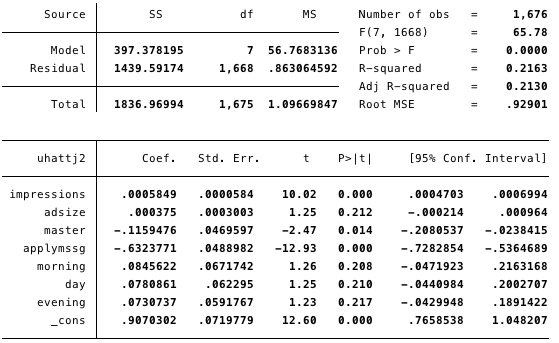 Source SS df MS Number of obs = 1,676
F(7, 1668) = 65.78
Model 397.378195 7 56.7683136 Prob > F = 0.0000
Residual 1439.59174 1,668 .863064592 R-squared = 0.2163
Adj R-squared = 0.2130
Total 1836.96994 1,675 1.09669847 Root MSE = .92901
uhattj2 Coef. Std. Err. t P>|t| [95% Conf. Interval]
impressions .0005849 .0000584 10.02 0.000 .0004703 .0006994
adsize .000375 .0003003 1.25 0.212 -.000214 .000964
master -.1159476 .0469597 -2.47 0.014 -.2080537 -.0238415
applymssg -.6323771 .0488982 -12.93 0.000 -.7282854 -.5364689
morning .0845622 .0671742 1.26 0.208 -.0471923 .2163168
day .0780861 .062295 1.25 0.210 -.0440984 .2002707
evening .0730737 .0591767 1.23 0.217 -.0429948 .1891422
_cons .9070302 .0719779 12.60 0.000 .7658538 1.048207